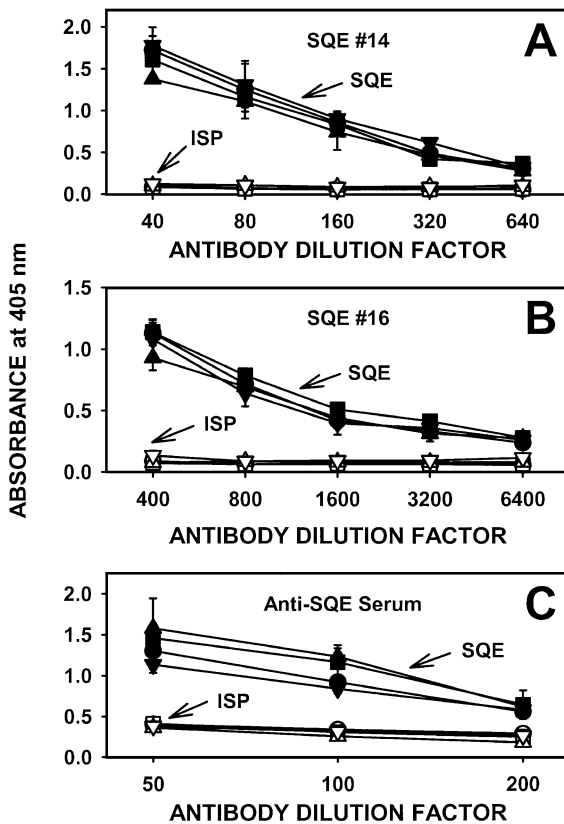 ABSORBANCE at 405 nm
A
SQE #14
2.0
1.5
1.0
0.5
0.0
SQE
ISP
40 80 160 320 640
ANTIBODY DILUTION FACTOR
B
SQE #16
1.5
1.0
0.5
0.0
SQE
ISP
400 800 1600 3200 6400
ANTIBODY DILUTION FACTOR
C
Anti-SQE Serum
2.0
1.5
1.0
0.5
0.0
SQE
ISP
50 100 200
ANTIBODY DILUTION FACTOR